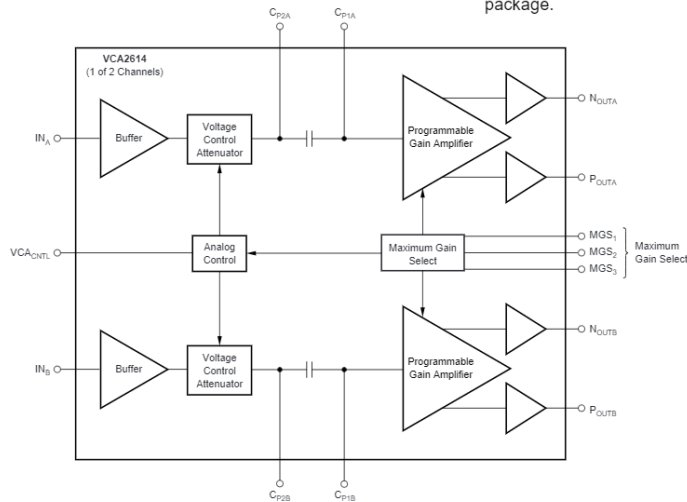 package.
C_P2A
C_P1A
VCA2614
(1 of 2 Channels)
N_OUTA
IN_A
Buffer
Voltage
Control
Attenuator
Programmable
Gain Amplifier
P_OUTA
VCA_CNTL
Analog
Control
Maximum Gain
Select
MGS_1
MGS_2
MGS_3
Maximum
Gain Select
N_OUTB
IN_B
Buffer
Voltage
Control
Attenuator
Programmable
Gain Amplifier
P_OUTB
C_P2B
C_P1B